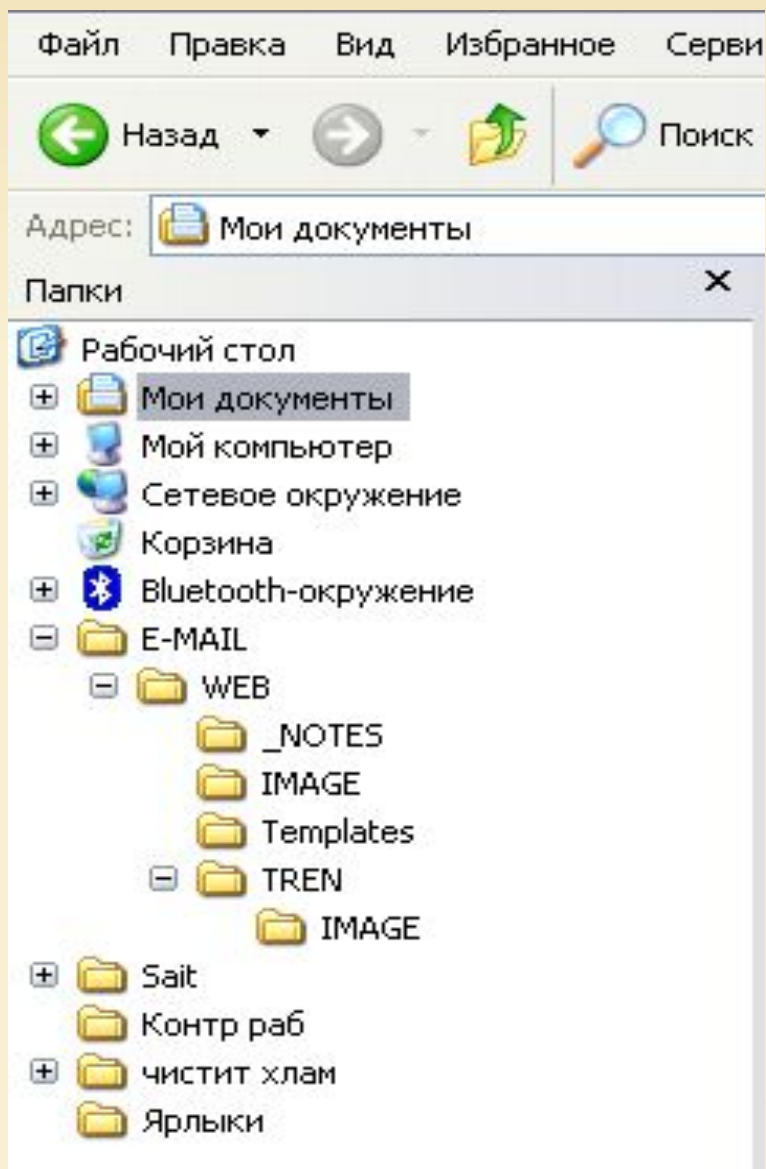 Файл Правка Вид Избранное Серви
Назад Поиск
Адрес: Мои документы
Папки
Рабочий стол
Мои документы
Мой компьютер
Сетевое окружение
Корзина
Bluetooth-окружение
E-MAIL
WEB
_NOTES
IMAGE
Templates
TREN
IMAGE
Sait
Контр раб
чистит хлам
Ярлыки